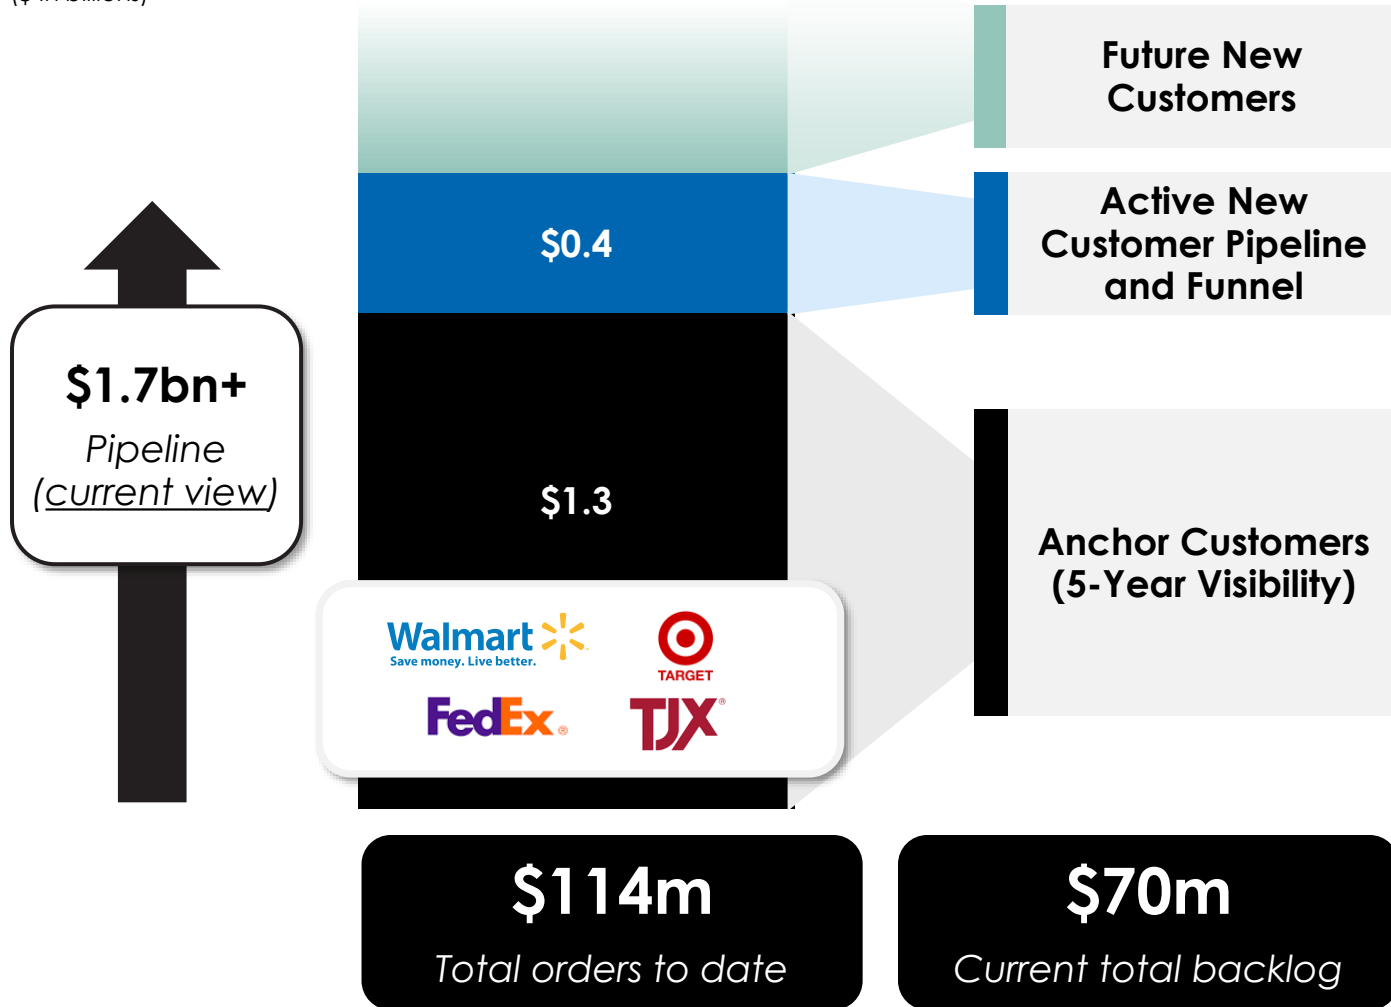 ($ in billions)
Future New
Customers
$0.4
Active New
Customer Pipeline
and Funnel
$1.7bn+
Pipeline
(current view)
$1.3
Anchor Customers
(5-Year Visibility)
Walmart
Save money. Live better.
TARGET
FedEx®
TJX®
$114m
Total orders to date
$70m
Current total backlog